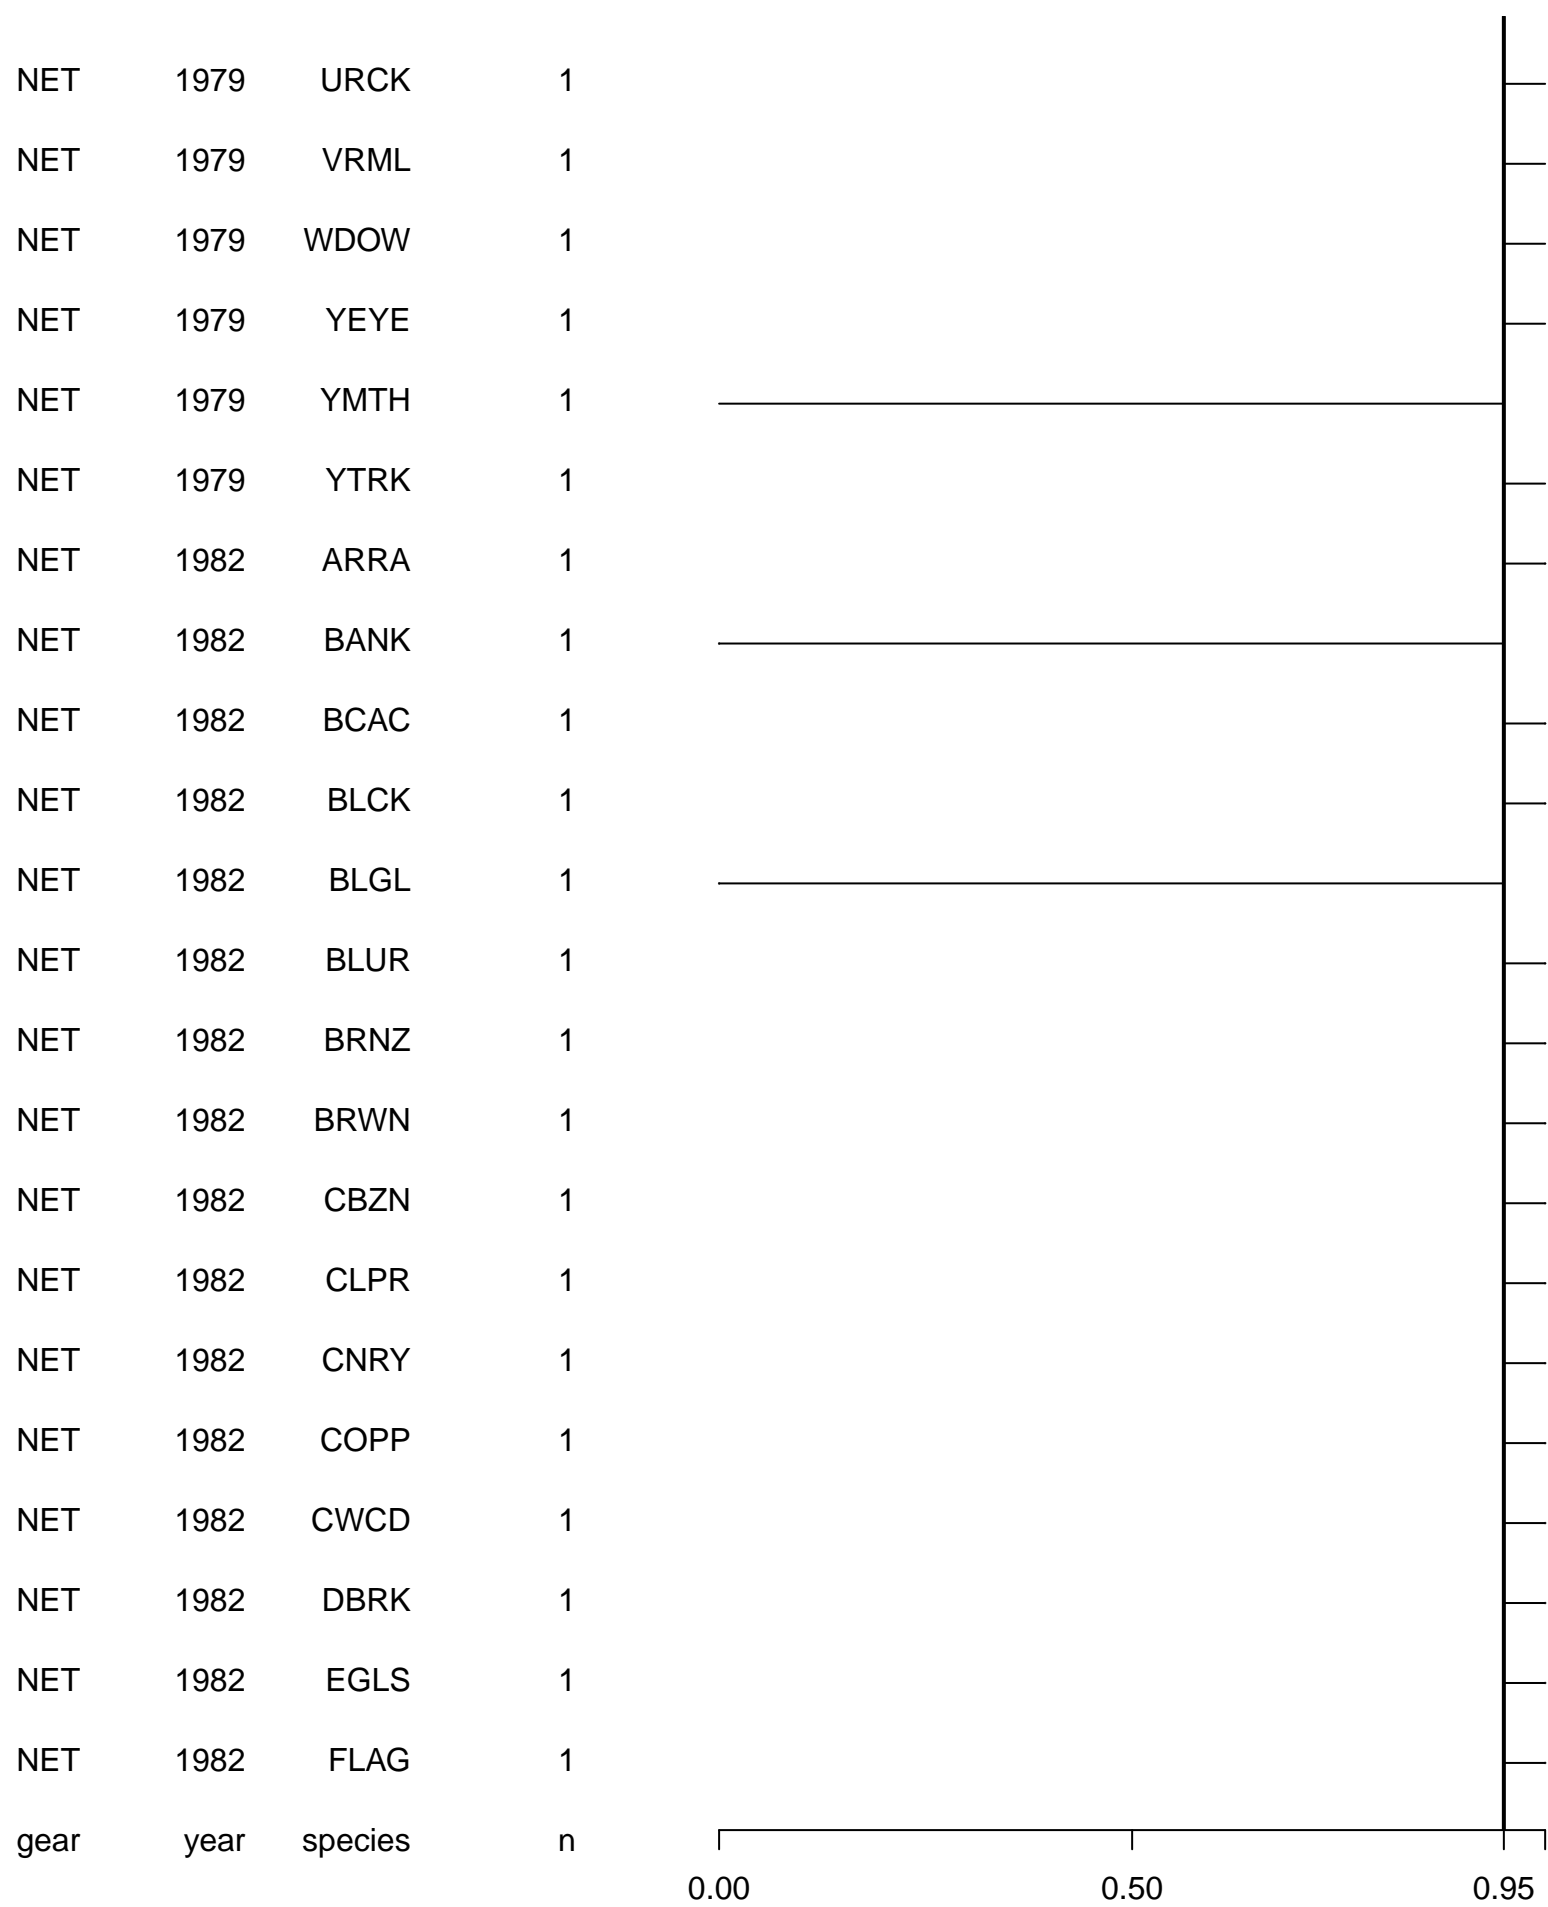 NET 1979 URCK 1
NET 1979 VRML 1
NET 1979 WDOW 1
NET 1979 YEYE 1
NET 1979 YMTH 1
NET 1979 YTRK 1
NET 1982 ARRA 1
NET 1982 BANK 1
NET 1982 BCAC 1
NET 1982 BLCK 1
NET 1982 BLGL 1
NET 1982 BLUR 1
NET 1982 BRNZ 1
NET 1982 BRWN 1
NET 1982 CBZN 1
NET 1982 CLPR 1
NET 1982 CNRY 1
NET 1982 COPP 1
NET 1982 CWCD 1
NET 1982 DBRK 1
NET 1982 EGLS 1
NET 1982 FLAG 1
gear year species n
0.00 0.50 0.95